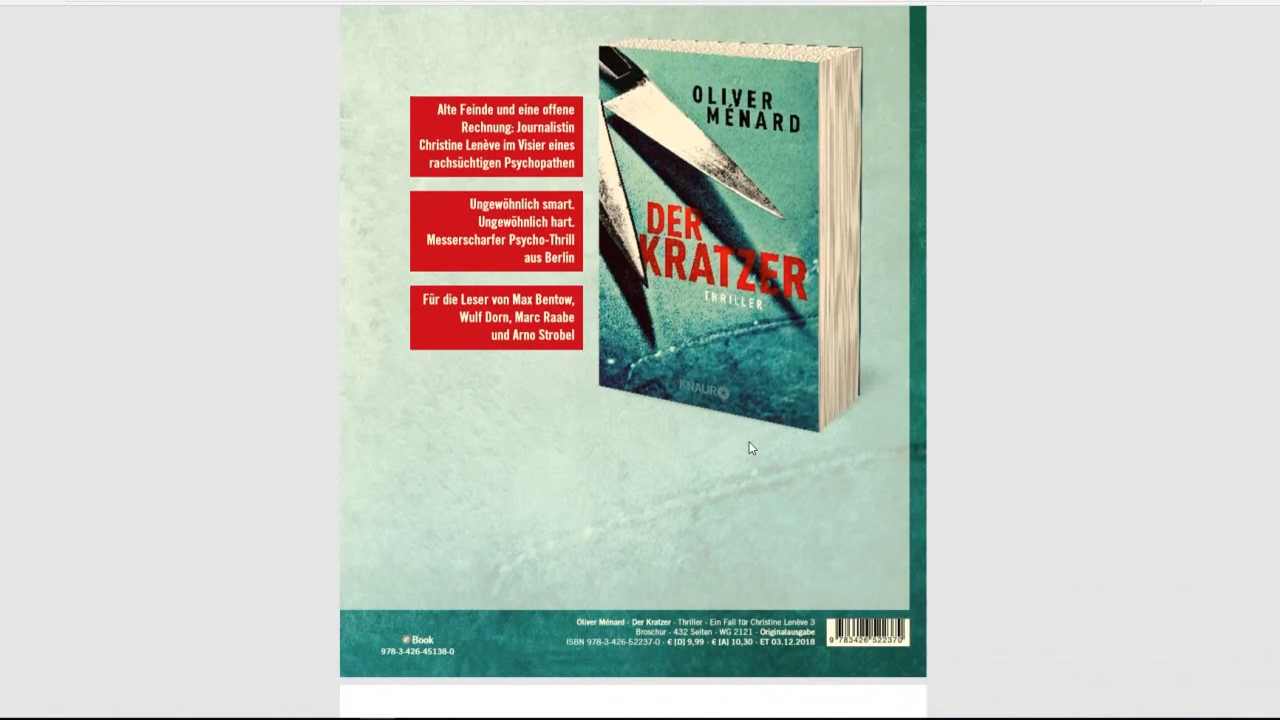 Alte Feinde und eine offene
Rechnung: Journalistin
Christine Lenève im Visier eines
rachsüchtigen Psychopathen
Ungewöhnlich smart.
Ungewöhnlich hart.
Messerscharfer Psycho-Thrill
aus Berlin
Für die Leser von Max Bentow,
Wulf Dorn, Marc Raabe
und Arno Strobel
OLIVER
MÉNARD
DER
KRATZER
THRILLER
KNAUR
eBook
978-3-426-45138-0
Oliver Ménard · Der Kratzer · Thriller · Ein Fall für Christine Lenève 3
Broschur · 432 Seiten · WG 2121 · Originalausgabe
ISBN 978-3-426-52237-0 · € [D] 9,99 · € [A] 10,30 · ET 03.12.2018
9 783426 522370